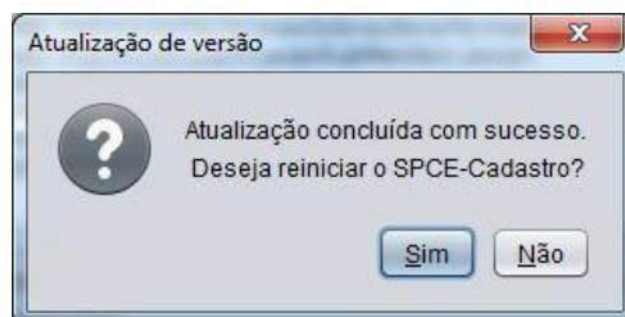 Atualização de versão
Atualização concluída com sucesso.
Deseja reiniciar o SPCE-Cadastro?
Sim Não